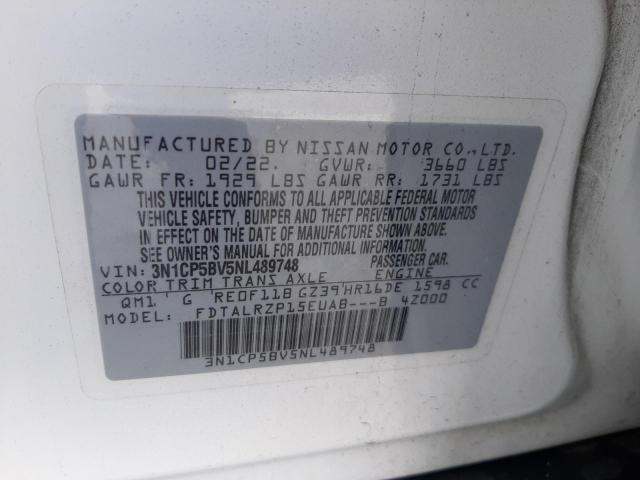 MANUFACTURED BY NISSAN MOTOR CO.,LTD.
DATE: 02/22. GVWR: 3660 LBS
GAWR FR: 1929 LBS GAWR RR: 1731 LBS
THIS VEHICLE CONFORMS TO ALL APPLICABLE FEDERAL MOTOR
VEHICLE SAFETY, BUMPER AND THEFT PREVENTION STANDARDS
IN EFFECT ON THE DATE OF MANUFACTURE SHOWN ABOVE.
SEE OWNER'S MANUAL FOR ADDITIONAL INFORMATION
VIN: 3N1CP5BV5NL489748 PASSENGER CAR.
COLOR TRIM TRANS AXLE ENGINE
QM1 G RE0F11B GZ39 HR16DE 1598 CC
FDTALRZP15EUAB---B 4Z000
3N1CP5BV5NL489748